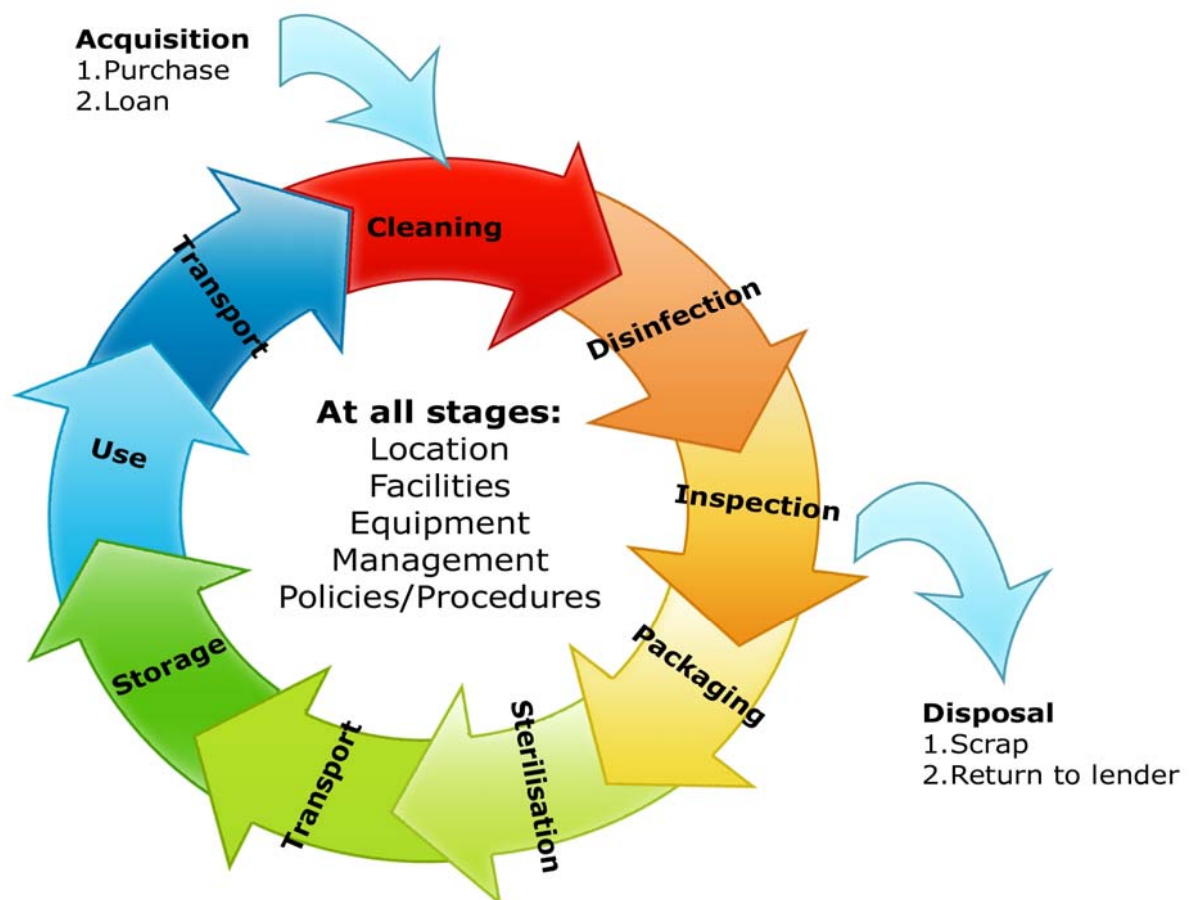 Acquisition
1.Purchase
2.Loan
Cleaning
Disinfection
Inspection
Packaging
Sterilisation
Transport
Storage
Use
Transport
At all stages:
Location
Facilities
Equipment
Management
Policies/Procedures
Disposal
1.Scrap
2.Return to lender